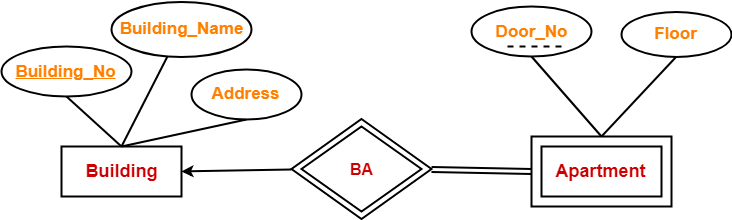 Building_Name
Door_No
Floor
Building_No
Address
Building
BA
Apartment